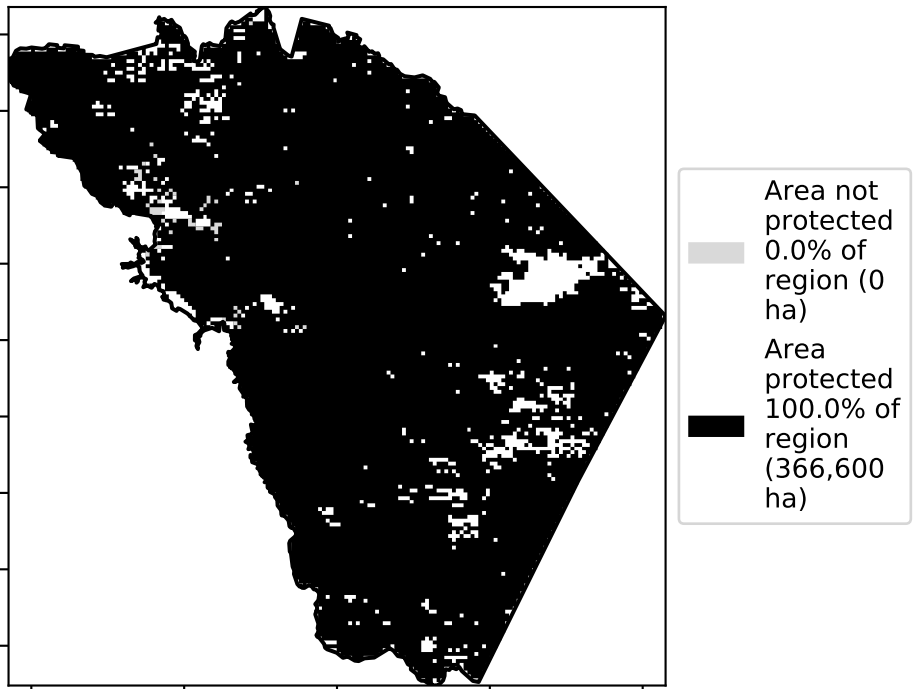 Area not
protected
0.0% of
region (0
ha)
Area
protected
100.0% of
region
(366,600
ha)